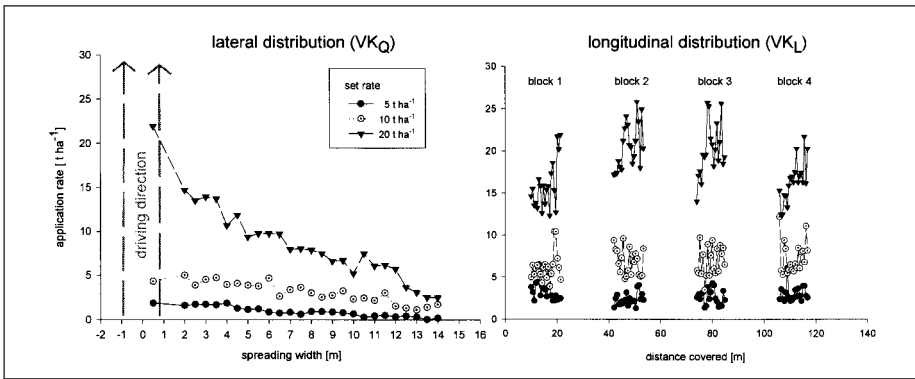 lateral distribution (VKQ)
application rate [ t ha⁻¹]
30
25
20
15
10
5
0
driving direction
set rate
5 t ha⁻¹
10 t ha⁻¹
20 t ha⁻¹
-2 -1 0 1 2 3 4 5 6 7 8 9 10 11 12 13 14 15 16
spreading width [m]
longitudinal distribution (VKL)
block 1 block 2 block 3 block 4
30
25
20
15
10
5
0
0 20 40 60 80 100 120 140
distance covered [m]